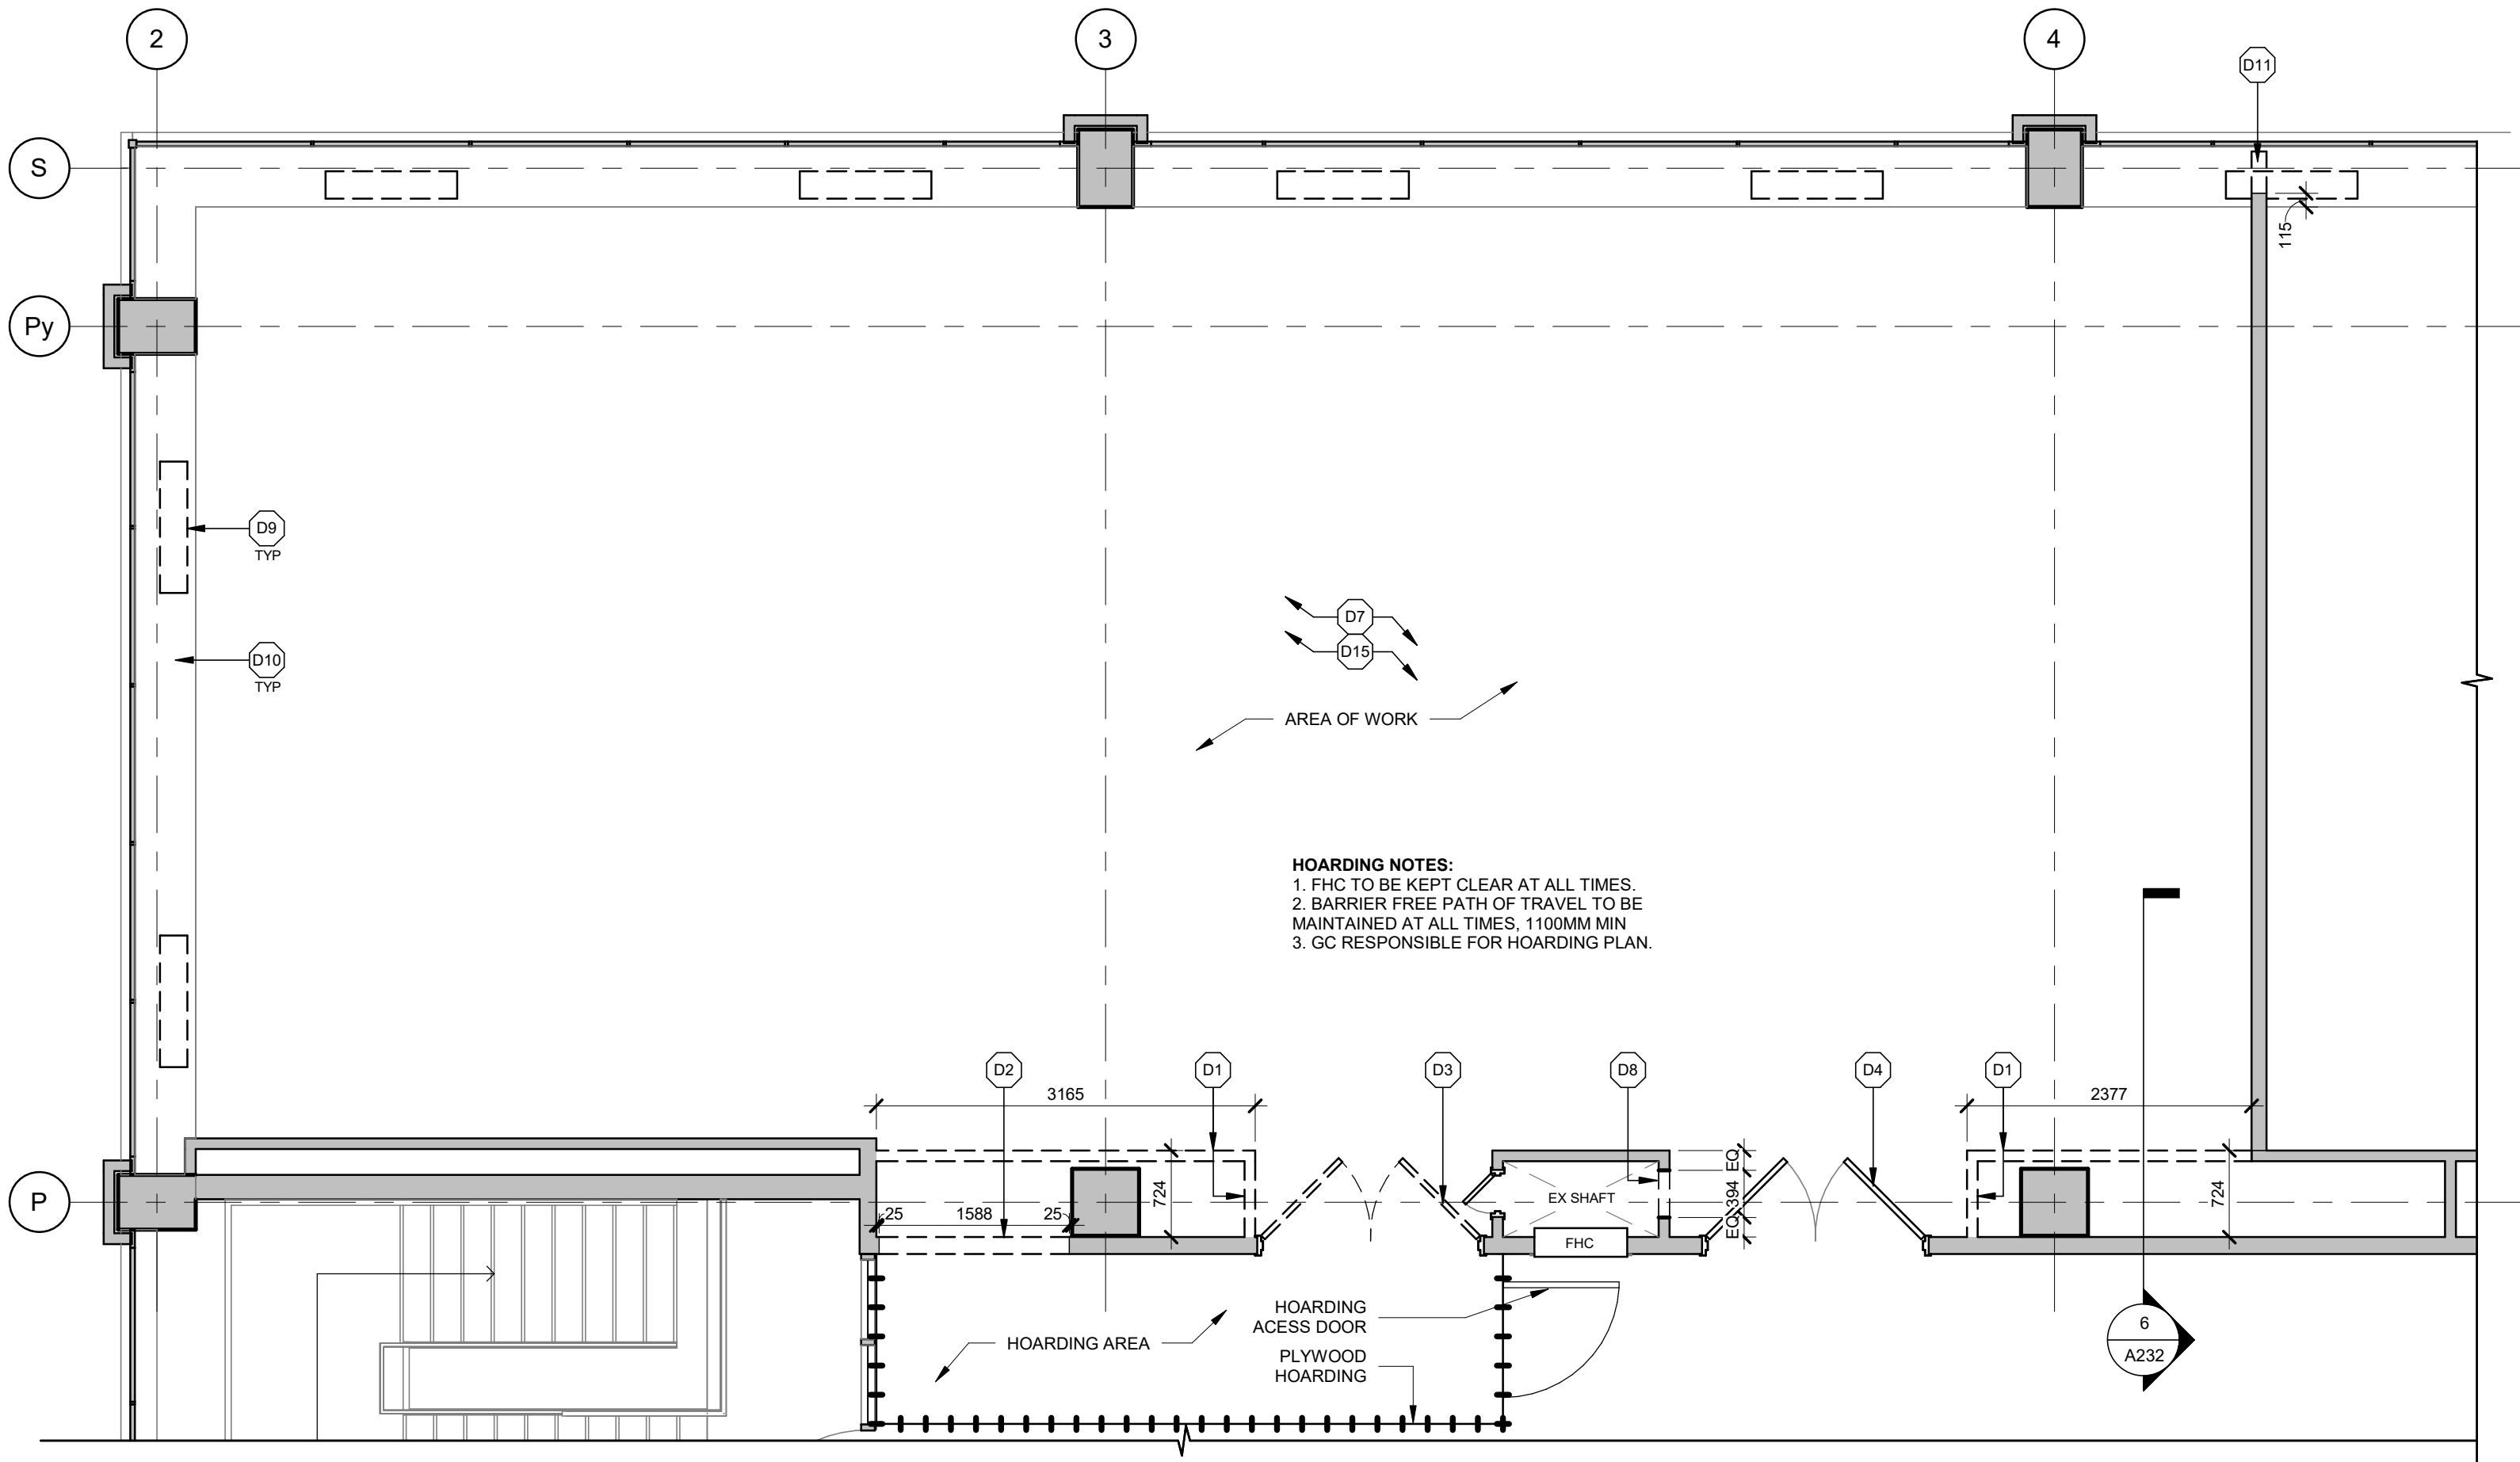 2
3
4
D11
S
115
Py
D9
TYP
D7
D15
D10
TYP
AREA OF WORK
HOARDING NOTES:
1. FHC TO BE KEPT CLEAR AT ALL TIMES.
2. BARRIER FREE PATH OF TRAVEL TO BE
MAINTAINED AT ALL TIMES, 1100MM MIN
3. GC RESPONSIBLE FOR HOARDING PLAN.
D2
D1
D3
D8
D4
D1
3165
2377
P
724
EQ
394
EQ
724
EX SHAFT
25
1588
25
FHC
HOARDING
ACESS DOOR
HOARDING AREA
PLYWOOD
HOARDING
6
A232